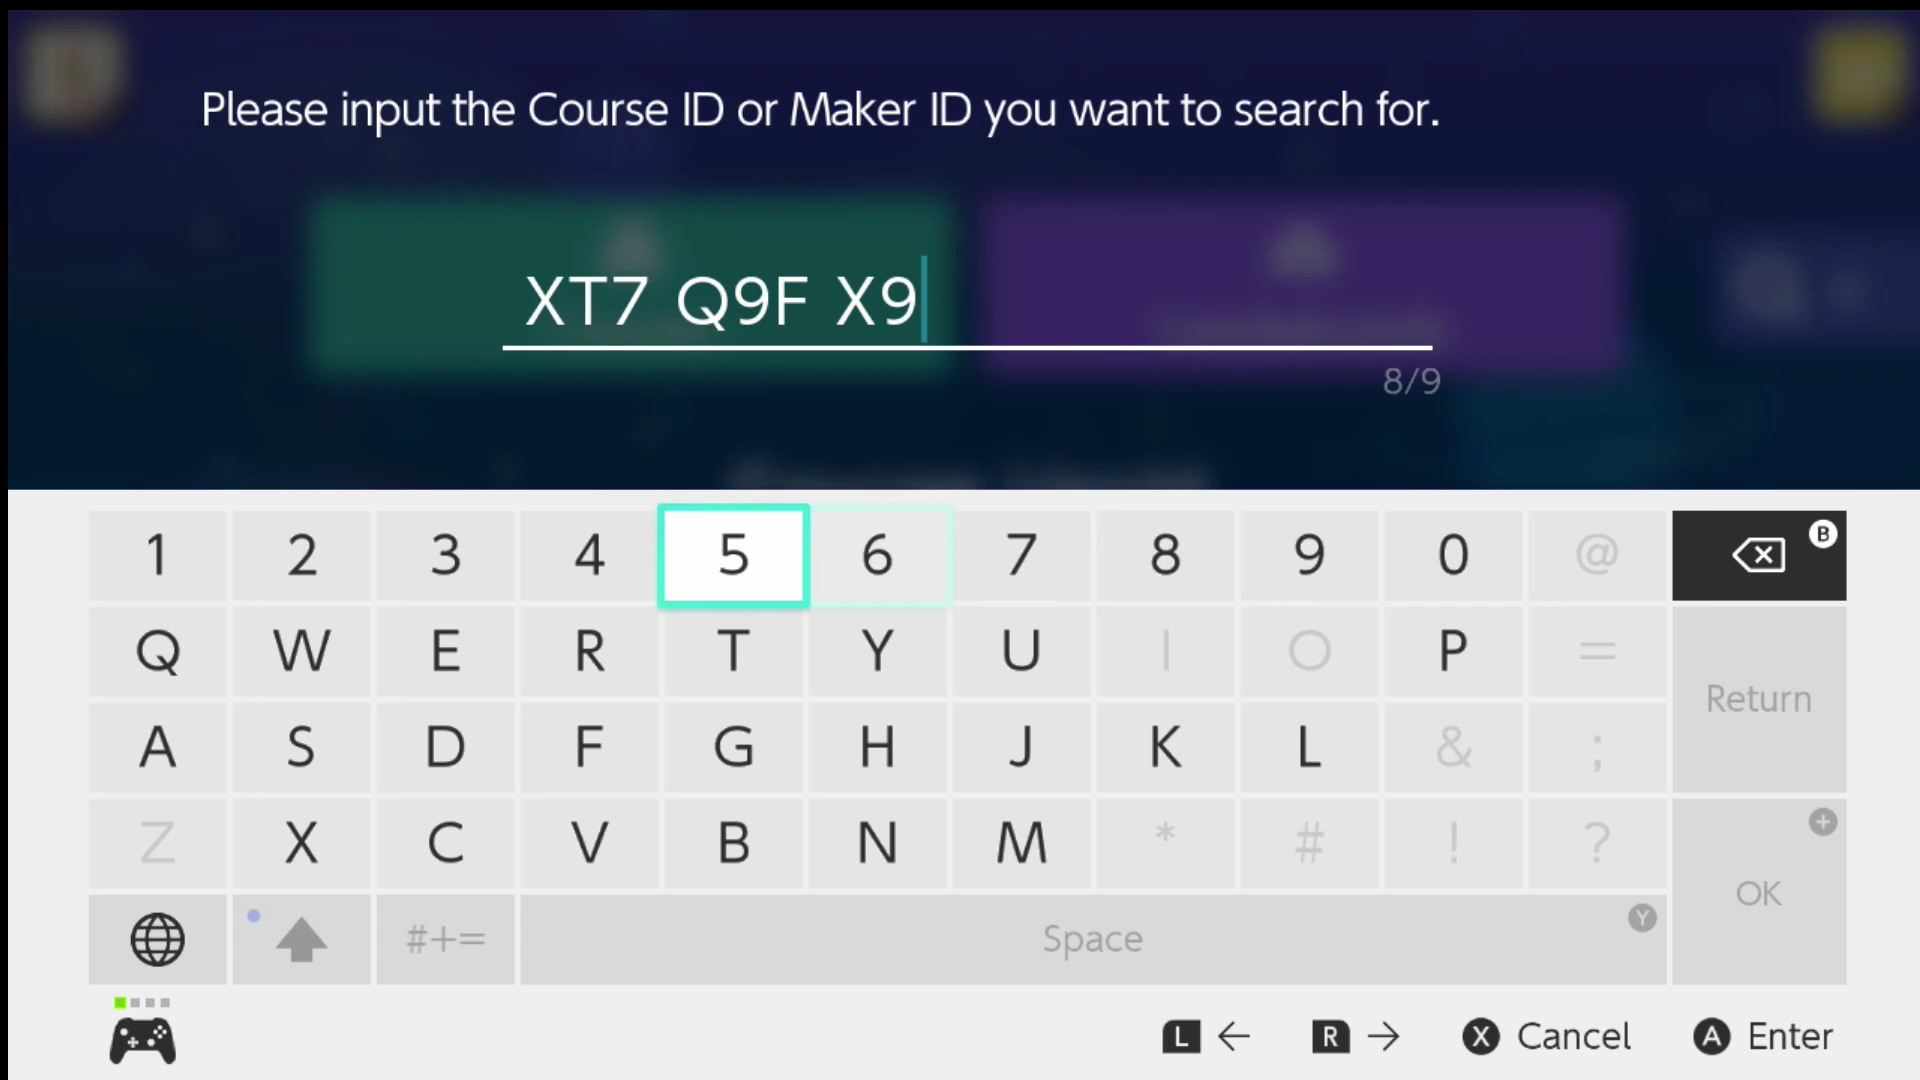 Please input the Course ID or Maker ID you want to search for.
XT7 Q9F X9
8/9
1 2 3 4 5 6 7 8 9 0 @ B
Q W E R T Y U I O P =
Return
A S D F G H J K L & ;
Z X C V B N M * # ! ?
+
OK
#+= Space Y
L ← R → X Cancel A Enter